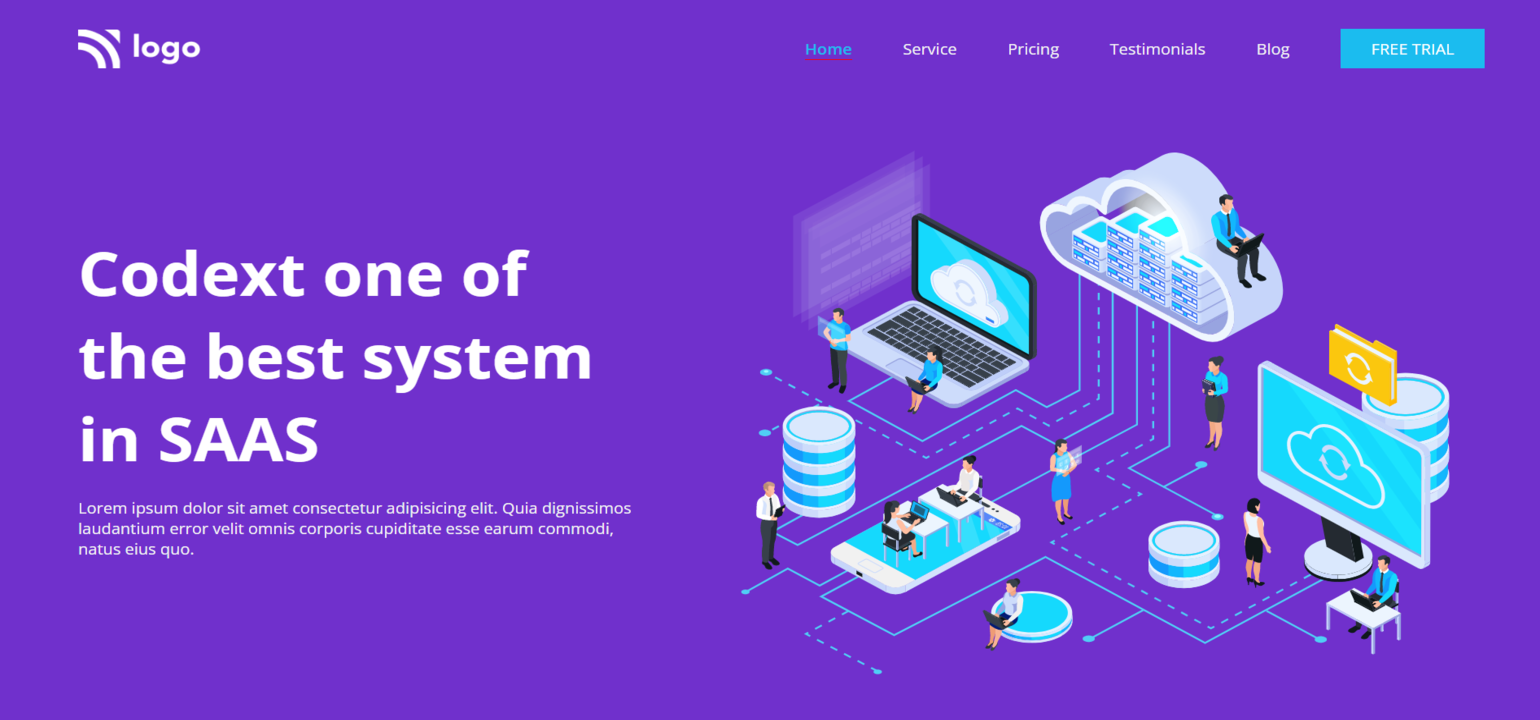 logo
Home
Service
Pricing
Testimonials
Blog
FREE TRIAL
Codext one of
the best system
in SAAS
Lorem ipsum dolor sit amet consectetur adipisicing elit. Quia dignissimos
laudantium error velit omnis corporis cupiditate esse earum commodi,
natus eius quo.